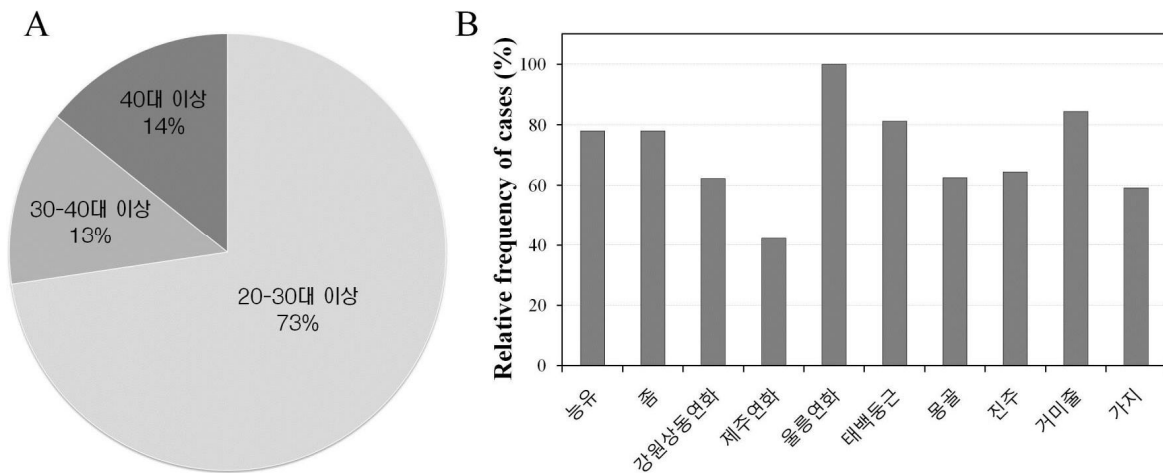 A
40대 이상
14%
30-40대 이상
13%
20-30대 이상
73%
B
Relative frequency of cases (%)
100
80
60
40
20
0
능유
좀
강원상동연화
제주연화
울릉연화
태백둥근
몽골
진주
거미줄
가지